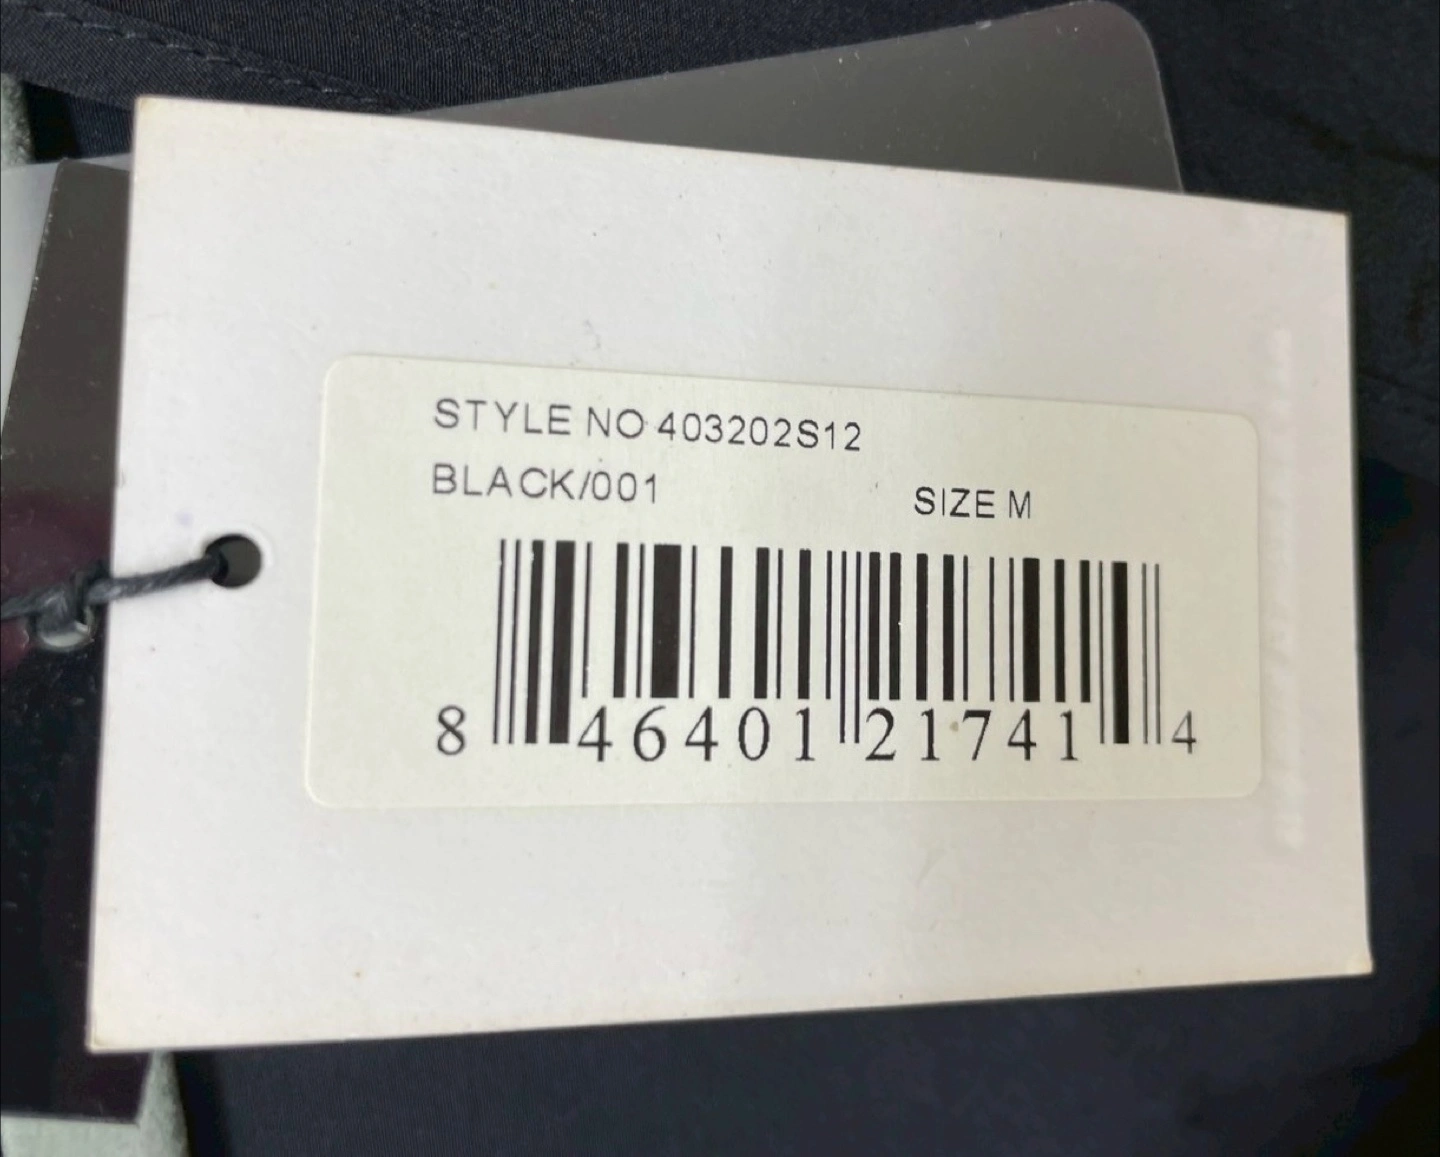 STYLE NO 403202S12
BLACK/001
SIZE M
8 46401 21741 4